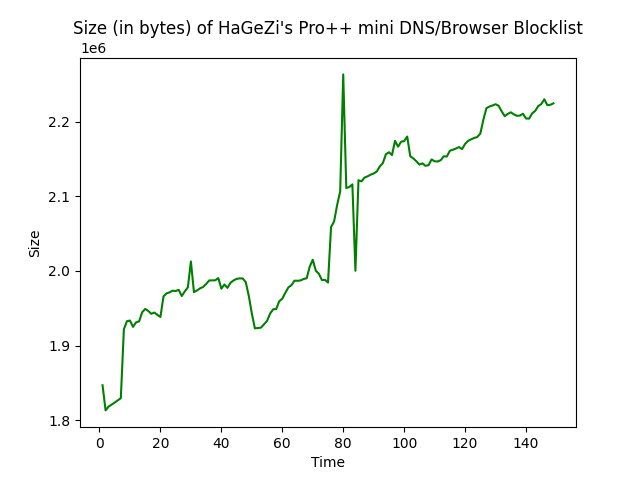 Size (in bytes) of HaGeZi's Pro++ mini DNS/Browser Blocklist
1e6
2.2
2.1
2.0
1.9
1.8
Size
0 20 40 60 80 100 120 140
Time